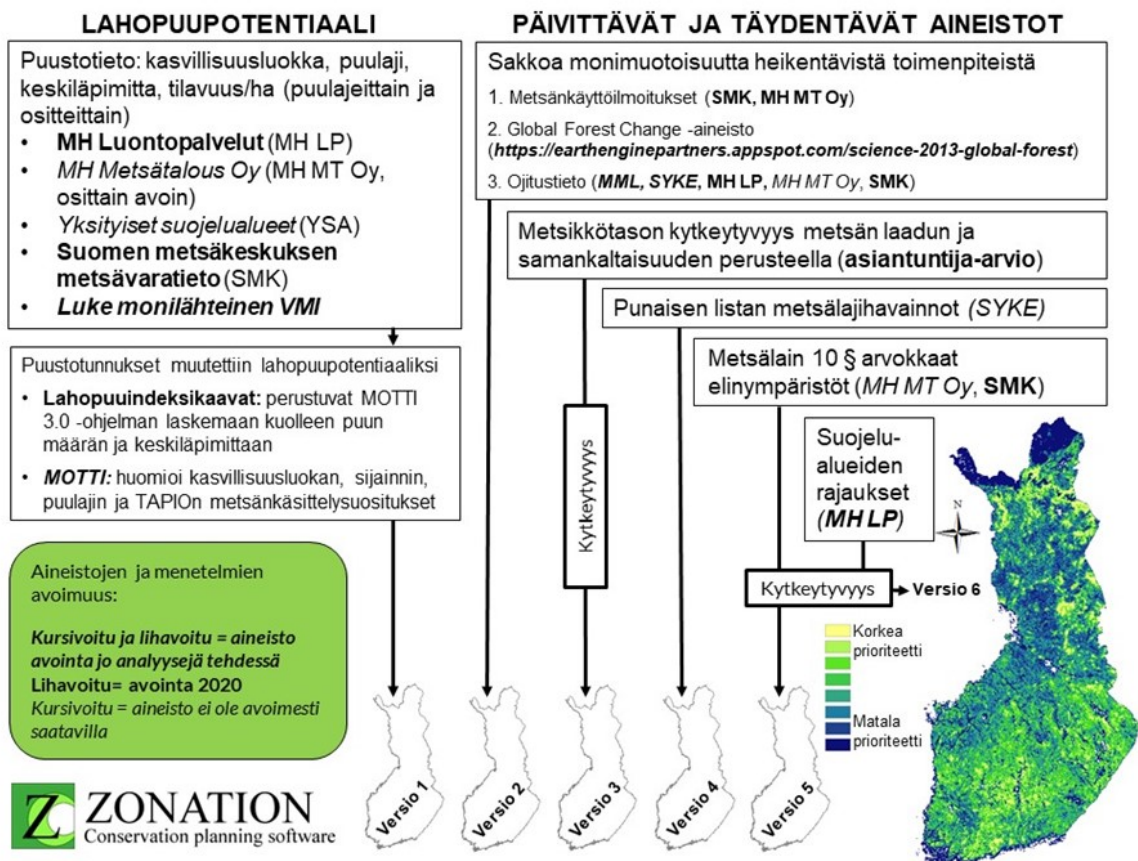 LAHOPUUPOTENTIAALI
Puustotieto: kasvillisuusluokka, puulaji,
keskiläpimitta, tilavuus/ha (puulajeittain ja
ositteittain)
• MH Luontopalvelut (MH LP)
• MH Metsätalous Oy (MH MT Oy,
osittain avoin)
• Yksityiset suojelualueet (YSA)
• Suomen metsäkeskuksen
metsävaratieto (SMK)
• Luke monilähteinen VMI
Puustotunnukset muutettiin lahopuupotentiaaliksi
• Lahopuuindeksikaavat: perustuvat MOTTI
3.0 -ohjelman laskemaan kuolleen puun
määrän ja keskiläpimittaan
• MOTTI: huomioi kasvillisuusluokan, sijainnin,
puulajin ja TAPIOn metsänkäsittelysuositukset
Aineistojen ja menetelmien
avoimuus:
Kursivoitu ja lihavoitu = aineisto
avointa jo analyysejä tehdessä
Lihavoitu= avointa 2020
Kursivoitu = aineisto ei ole avoimesti
saatavilla
ZC ZONATION
Conservation planning software
PÄIVITTÄVÄT JA TÄYDENTÄVÄT AINEISTOT
Sakkoa monimuotoisuutta heikentävistä toimenpiteistä
1. Metsänkäyttöilmoitukset (SMK, MH MT Oy)
2. Global Forest Change -aineisto
(https://earthenginepartners.appspot.com/science-2013-global-forest)
3. Ojitustieto (MML, SYKE, MH LP, MH MT Oy, SMK)
Metsikkötason kytkeytyvyys metsän laadun ja
samankaltaisuuden perusteella (asiantuntija-arvio)
Punaisen listan metsälajihavainnot (SYKE)
Metsälain 10 § arvokkaat
elinympäristöt (MH MT Oy, SMK)
Suojelu-
alueiden
rajaukset
(MH LP)
N
Kytkeytyvyys
Kytkeytyvyys
Versio 6
Korkea
prioriteetti
Matala
prioriteetti
Versio 1
Versio 2
Versio 3
Versio 4
Versio 5